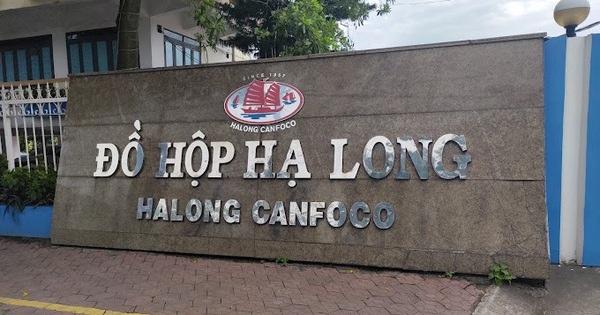 SINCE 1957
HALONG CANFOCO
ĐỒ HỘP HẠ LONG
HALONG CANFOCO